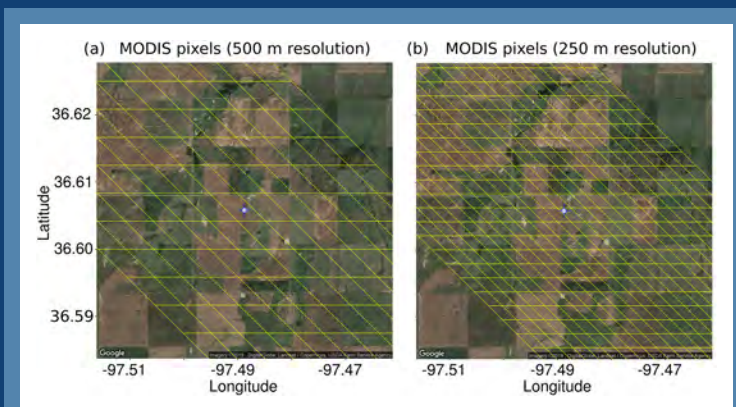 (a) MODIS pixels (500 m resolution)
(b) MODIS pixels (250 m resolution)
Latitude
36.62
36.61
36.60
36.59
Google
Google
-97.51
-97.49
-97.47
-97.51
-97.49
-97.47
Longitude
Longitude